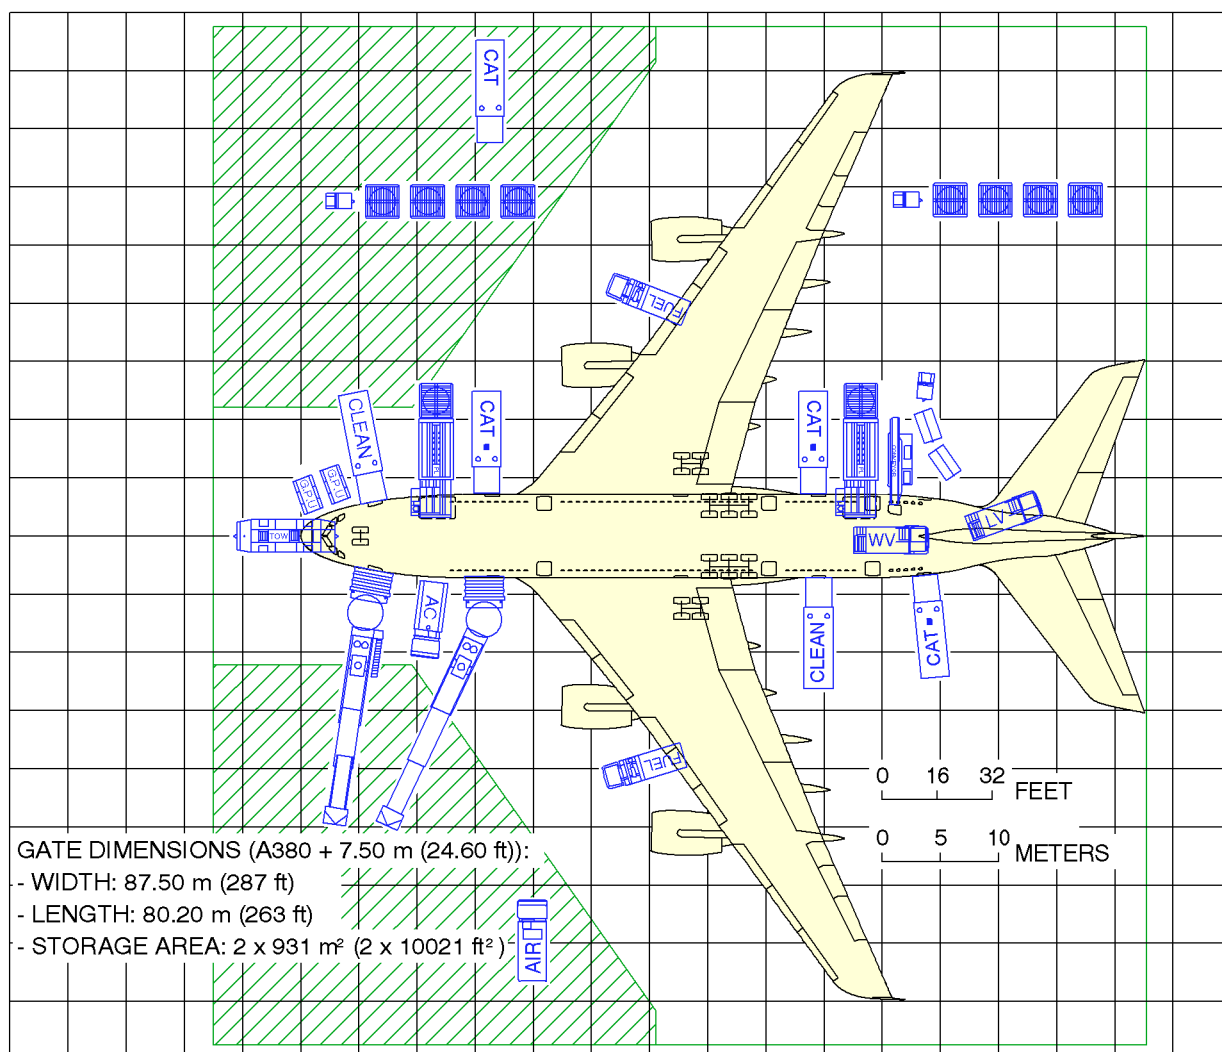 CAT
FUEL
CLEAN
CAT
CAT
GPU
GPU
TOW
WV
LV
AC
CLEAN
CAT
FUEL
0 16 32
FEET
0 5 10
METERS
GATE DIMENSIONS (A380 + 7.50 m (24.60 ft)):
- WIDTH: 87.50 m (287 ft)
- LENGTH: 80.20 m (263 ft)
- STORAGE AREA: 2 x 931 m² (2 x 10021 ft²)
AIR